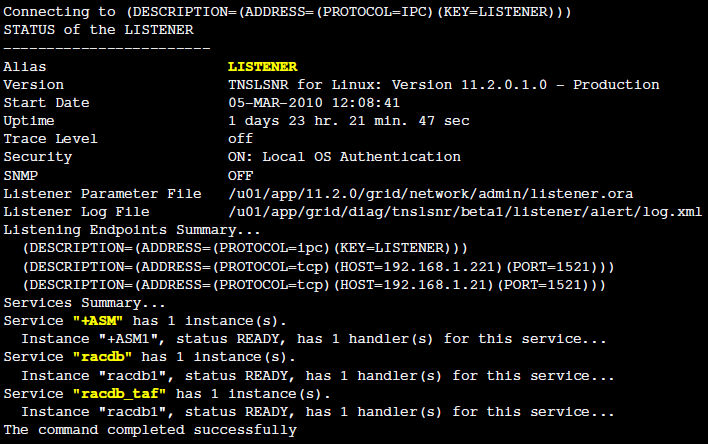 Connecting to (DESCRIPTION=(ADDRESS=(PROTOCOL=IPC)(KEY=LISTENER)))
STATUS of the LISTENER
------------------------
Alias                     LISTENER
Version                   TNSLSNR for Linux: Version 11.2.0.1.0 - Production
Start Date                05-MAR-2010 12:08:41
Uptime                    1 days 23 hr. 21 min. 47 sec
Trace Level               off
Security                  ON: Local OS Authentication
SNMP                      OFF
Listener Parameter File   /u01/app/11.2.0/grid/network/admin/listener.ora
Listener Log File         /u01/app/grid/diag/tnslsnr/beta1/listener/alert/log.xml
Listening Endpoints Summary...
  (DESCRIPTION=(ADDRESS=(PROTOCOL=ipc)(KEY=LISTENER)))
  (DESCRIPTION=(ADDRESS=(PROTOCOL=tcp)(HOST=192.168.1.221)(PORT=1521)))
  (DESCRIPTION=(ADDRESS=(PROTOCOL=tcp)(HOST=192.168.1.21)(PORT=1521)))
Services Summary...
Service "+ASM" has 1 instance(s).
  Instance "+ASM1", status READY, has 1 handler(s) for this service...
Service "racdb" has 1 instance(s).
  Instance "racdb1", status READY, has 1 handler(s) for this service...
Service "racdb_taf" has 1 instance(s).
  Instance "racdb1", status READY, has 1 handler(s) for this service...
The command completed successfully